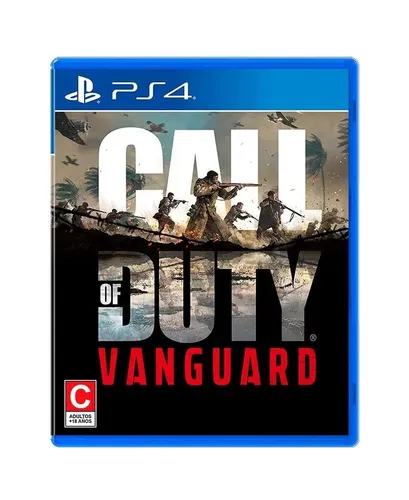 PS4
CALL
OF DUTY®
VANGUARD
C
ADULTOS
+18 AÑOS